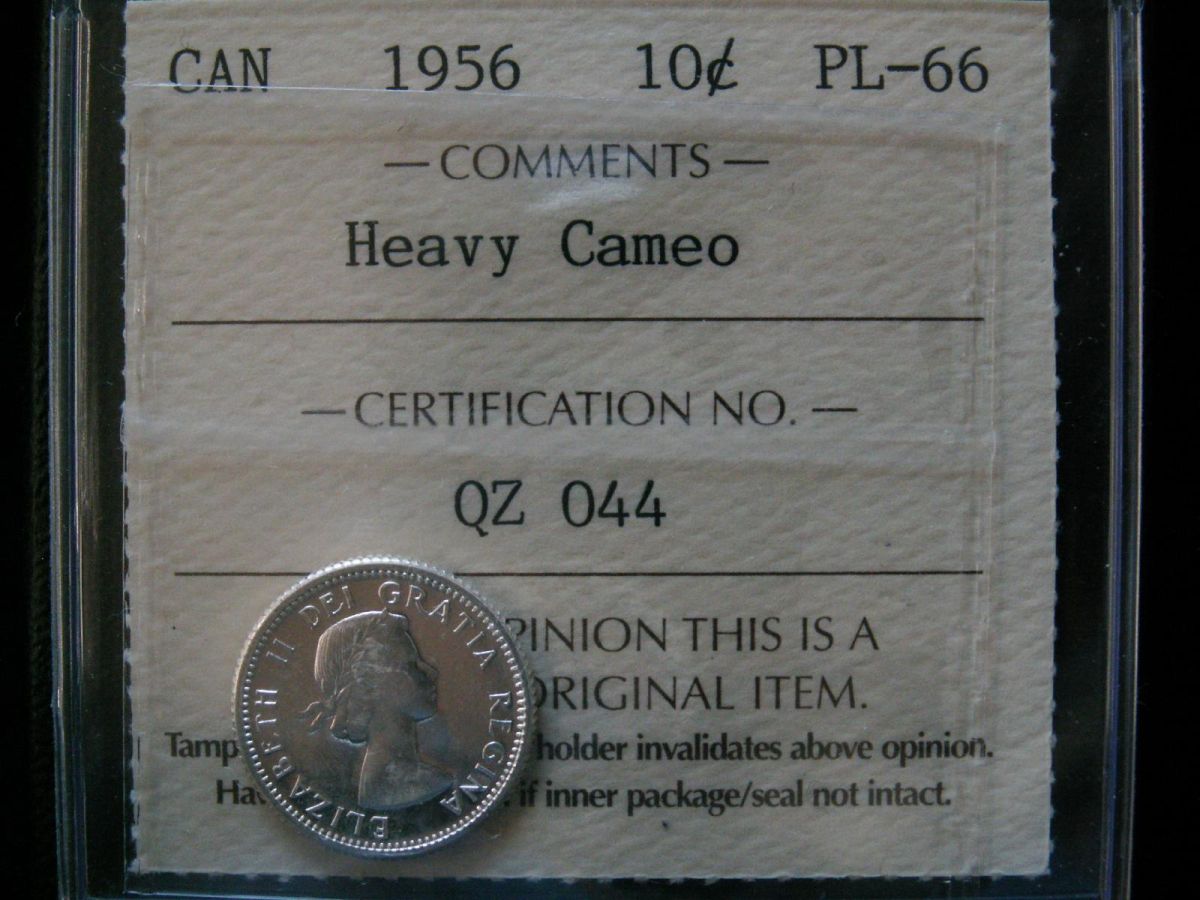 CAN 1956 10¢ PL-66
— COMMENTS —
Heavy Cameo
— CERTIFICATION NO. —
QZ 044
PINION THIS IS A
ORIGINAL ITEM.
Tamp holder invalidates above opinion.
Hav if inner package/seal not intact.
ELIZABETH II DEI GRATIA REGINA